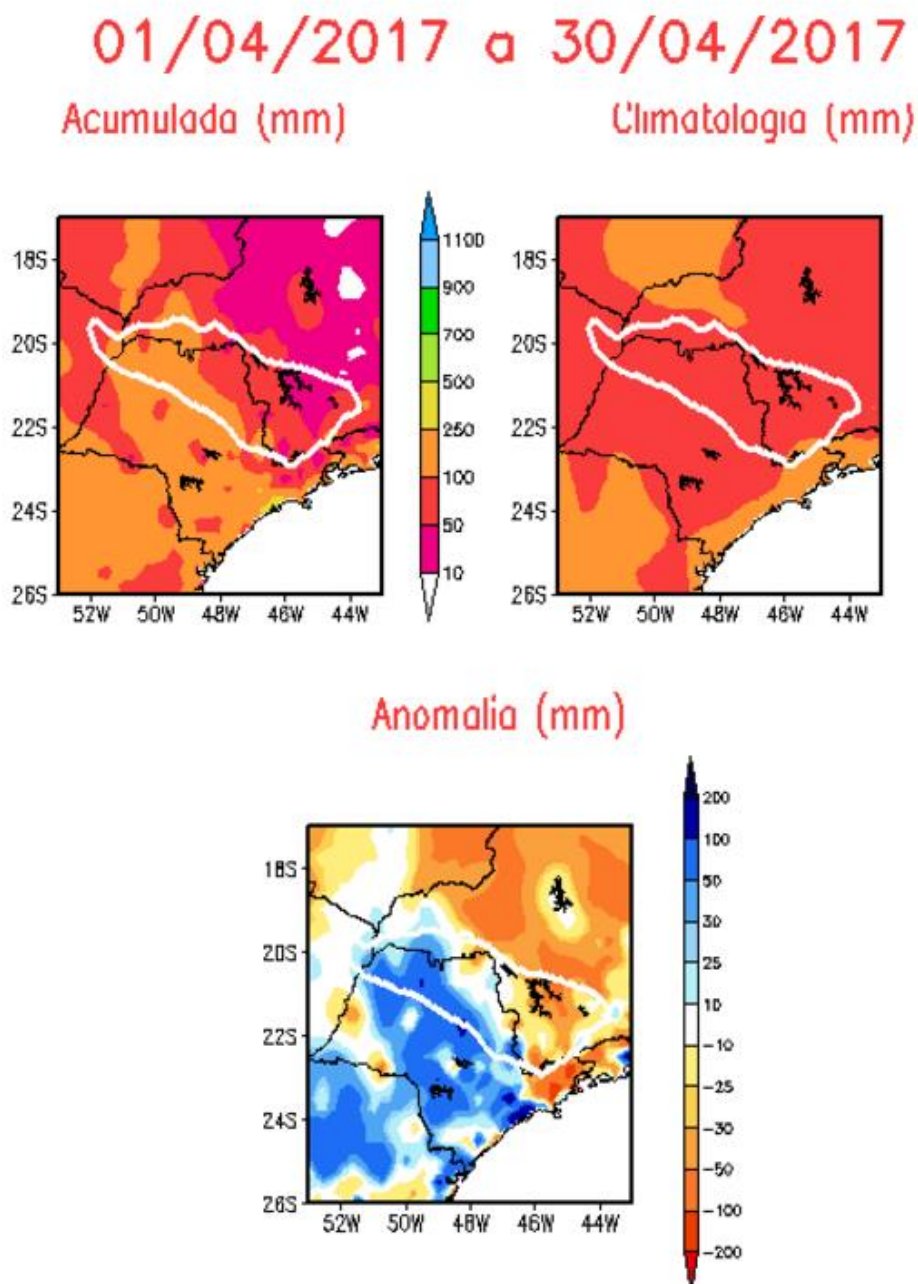 01/04/2017 a 30/04/2017
Acumulada (mm)
Climatologia (mm)
18S
20S
22S
24S
26S
52W 50W 48W 46W 44W
1100
900
700
500
250
100
50
10
18S
20S
22S
24S
26S
52W 50W 48W 46W 44W
Anomalia (mm)
18S
20S
22S
24S
26S
52W 50W 48W 46W 44W
200
100
50
30
25
10
-10
-25
-30
-50
-100
-200